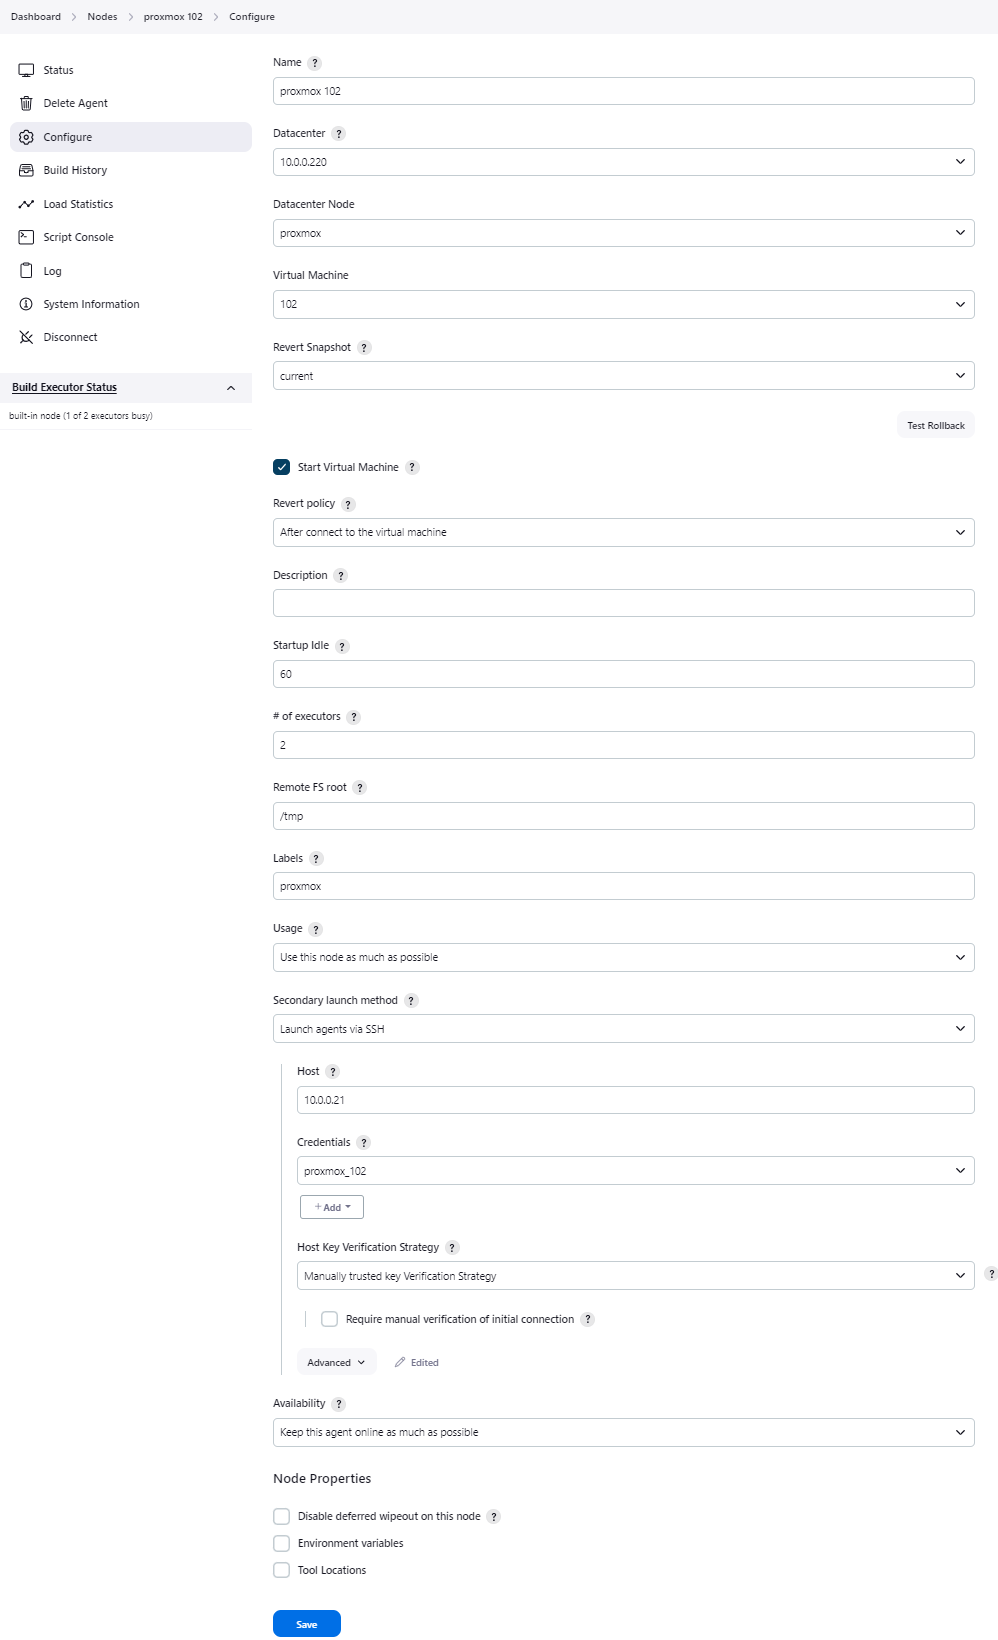 Dashboard > Nodes > proxmox 102 > Configure
Status
Delete Agent
Configure
Build History
Load Statistics
Script Console
Log
System Information
Disconnect
Build Executor Status
built-in node (1 of 2 executors busy)
Name ?
proxmox 102
Datacenter ?
10.0.0.220
Datacenter Node
proxmox
Virtual Machine
102
Revert Snapshot ?
current
Test Rollback
Start Virtual Machine ?
Revert policy ?
After connect to the virtual machine
Description ?
Startup Idle ?
60
# of executors ?
2
Remote FS root ?
/tmp
Labels ?
proxmox
Usage ?
Use this node as much as possible
Secondary launch method ?
Launch agents via SSH
Host ?
10.0.0.21
Credentials ?
proxmox_102
+ Add
Host Key Verification Strategy ?
Manually trusted key Verification Strategy ?
Require manual verification of initial connection ?
Advanced Edited
Availability ?
Keep this agent online as much as possible
Node Properties
Disable deferred wipeout on this node ?
Environment variables
Tool Locations
Save